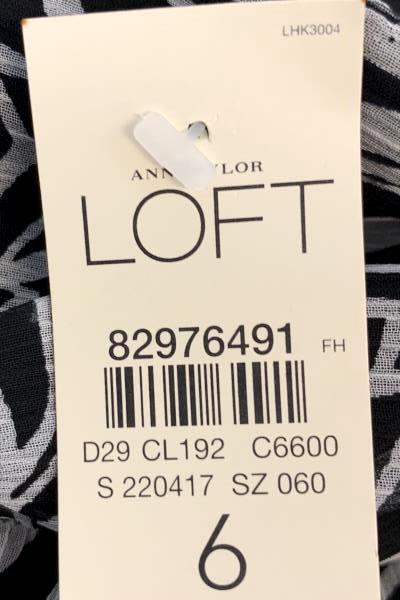 LHK3004
LOFT
82976491 FH
D29 CL192 C6600
S 220417 SZ 060
6